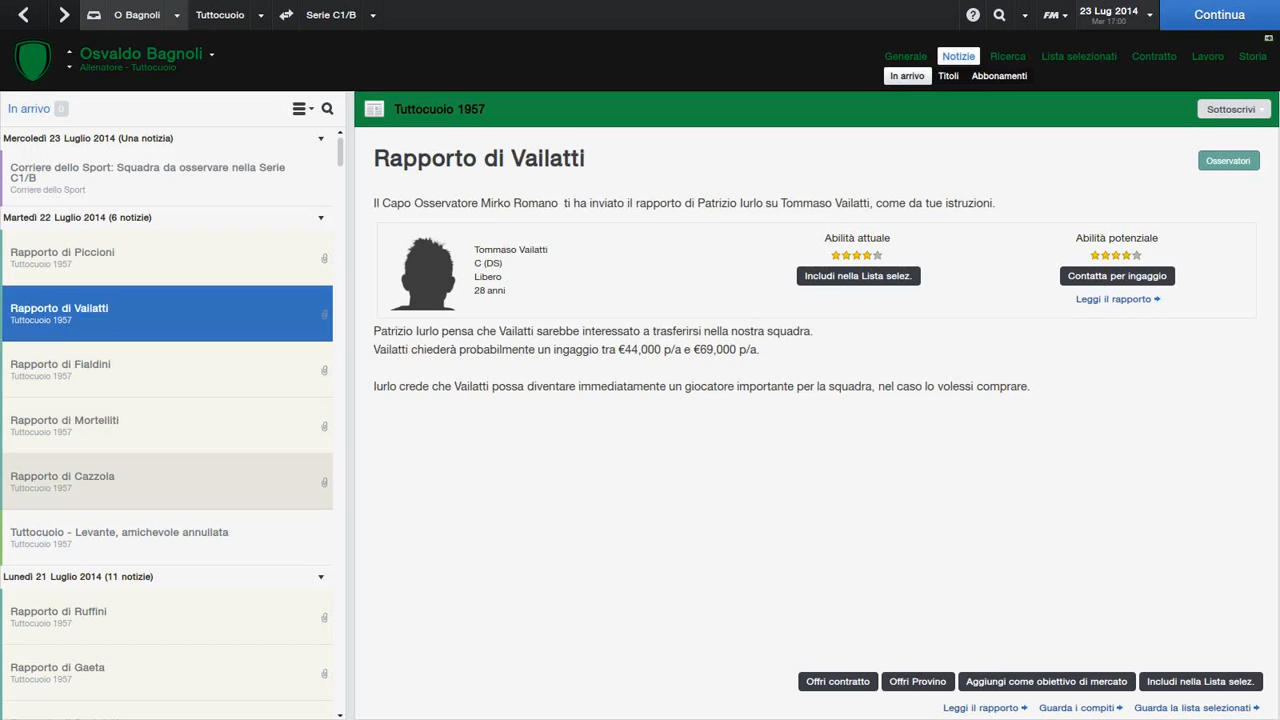 O Bagnoli
Tuttocuoio
Serie C1/B
FM
23 Lug 2014
Mer 17:00
Continua
Osvaldo Bagnoli
Allenatore - Tuttocuoio
Generale
Notizie
Ricerca
Lista selezionati
Contratto
Lavoro
Storia
In arrivo
Titoli
Abbonamenti
In arrivo 0
Mercoledì 23 Luglio 2014 (Una notizia)
Corriere dello Sport: Squadra da osservare nella Serie
C1/B
Corriere dello Sport
Martedì 22 Luglio 2014 (6 notizie)
Rapporto di Piccioni
Tuttocuoio 1957
Rapporto di Vailatti
Tuttocuoio 1957
Rapporto di Fialdini
Tuttocuoio 1957
Rapporto di Mortelliti
Tuttocuoio 1957
Rapporto di Cazzola
Tuttocuoio 1957
Tuttocuoio - Levante, amichevole annullata
Tuttocuoio 1957
Lunedì 21 Luglio 2014 (11 notizie)
Rapporto di Ruffini
Tuttocuoio 1957
Rapporto di Gaeta
Tuttocuoio 1957
Tuttocuoio 1957
Sottoscrivi
Rapporto di Vailatti
Osservatori
Il Capo Osservatore Mirko Romano ti ha inviato il rapporto di Patrizio Iurlo su Tommaso Vailatti, come da tue istruzioni.
Tommaso Vailatti
C (DS)
Libero
28 anni
Abilità attuale
Includi nella Lista selez.
Abilità potenziale
Contatta per ingaggio
Leggi il rapporto
Patrizio Iurlo pensa che Vailatti sarebbe interessato a trasferirsi nella nostra squadra.
Vailatti chiederà probabilmente un ingaggio tra €44,000 p/a e €69,000 p/a.
Iurlo crede che Vailatti possa diventare immediatamente un giocatore importante per la squadra, nel caso lo volessi comprare.
Offri contratto
Offri Provino
Aggiungi come obiettivo di mercato
Includi nella Lista selez.
Leggi il rapporto
Guarda i compiti
Guarda la lista selezionati